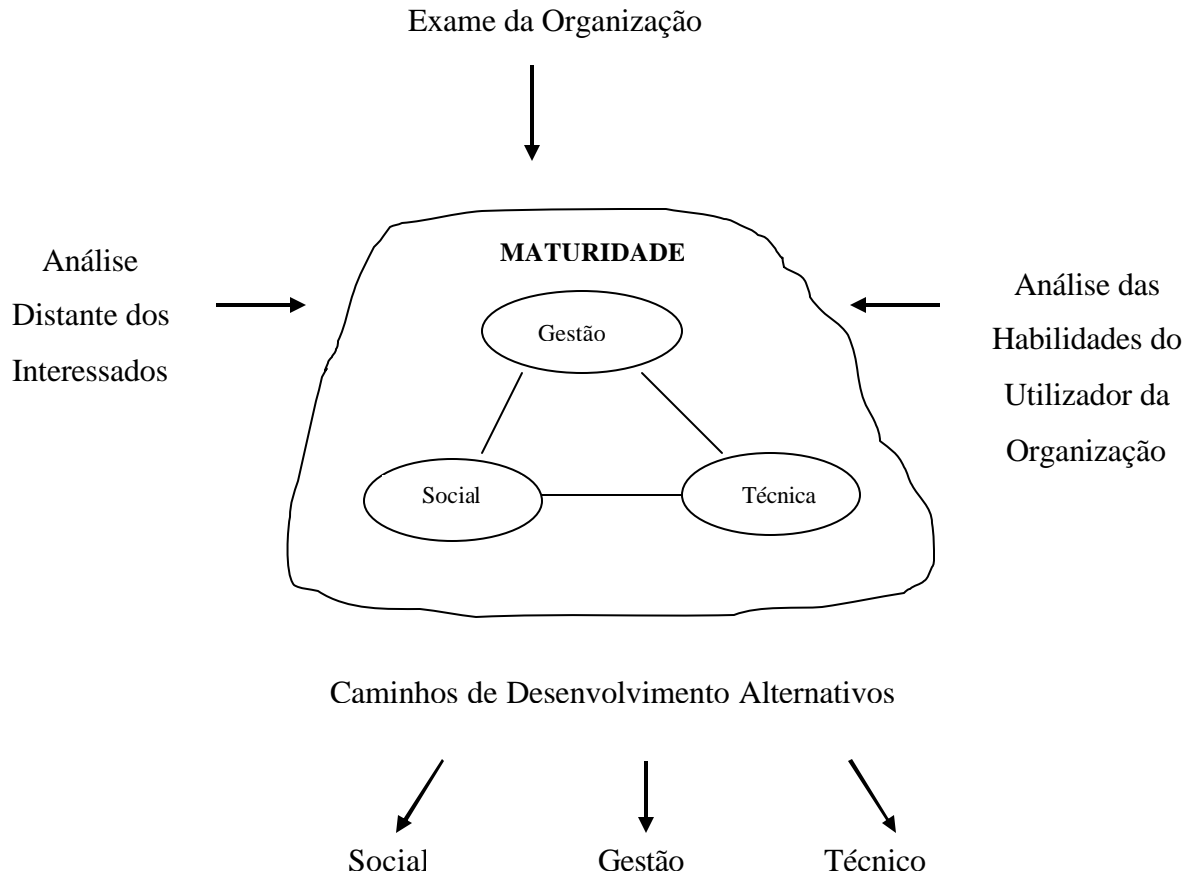 Exame da Organização
MATURIDADE
Análise
Distante dos
Interessados
Análise das
Habilidades do
Utilizador da
Organização
Gestão
Social
Técnica
Caminhos de Desenvolvimento Alternativos
Social
Gestão
Técnico